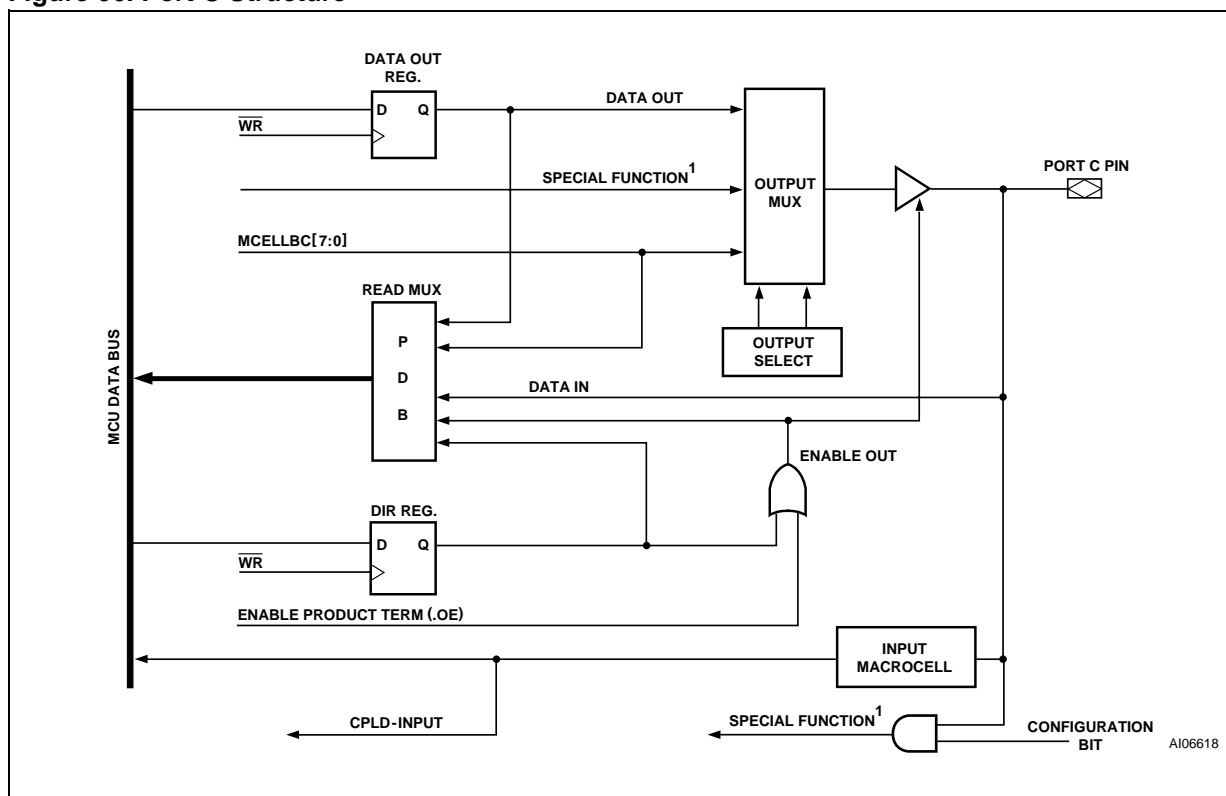 DATA OUT
REG.
D Q
WR
DATA OUT
SPECIAL FUNCTION1
OUTPUT
MUX
PORT C PIN
MCELLBC[7:0]
READ MUX
P
D
B
OUTPUT
SELECT
MCU DATA BUS
DATA IN
ENABLE OUT
DIR REG.
D Q
WR
ENABLE PRODUCT TERM (.OE)
INPUT
MACROCELL
CPLD-INPUT
SPECIAL FUNCTION1
CONFIGURATION
BIT
AI06618